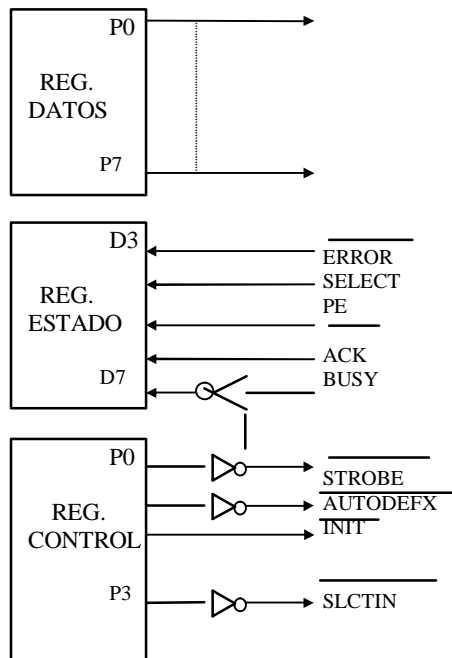 P0
REG.
DATOS
P7
D3
REG.
ESTADO
D7
ERROR
SELECT
PE
ACK
BUSY
P0
REG.
CONTROL
P3
STROBE
AUTODEFX
INIT
SLCTIN